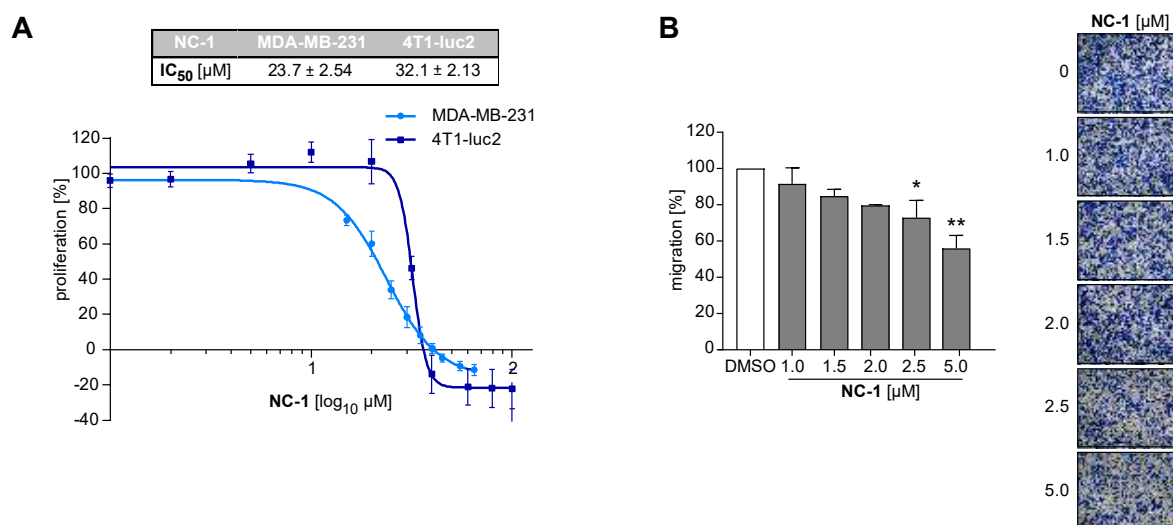 A
NC-1 MDA-MB-231 4T1-luc2
IC50 [µM] 23.7 ± 2.54 32.1 ± 2.13
MDA-MB-231
4T1-luc2
proliferation [%]
120
100
80
60
40
20
0
-20
-40
1 2
NC-1 [log10 µM]
B
migration [%]
120
100
80
60
40
20
0
*
**
DMSO 1.0 1.5 2.0 2.5 5.0
NC-1 [µM]
NC-1 [µM]
0
1.0
1.5
2.0
2.5
5.0